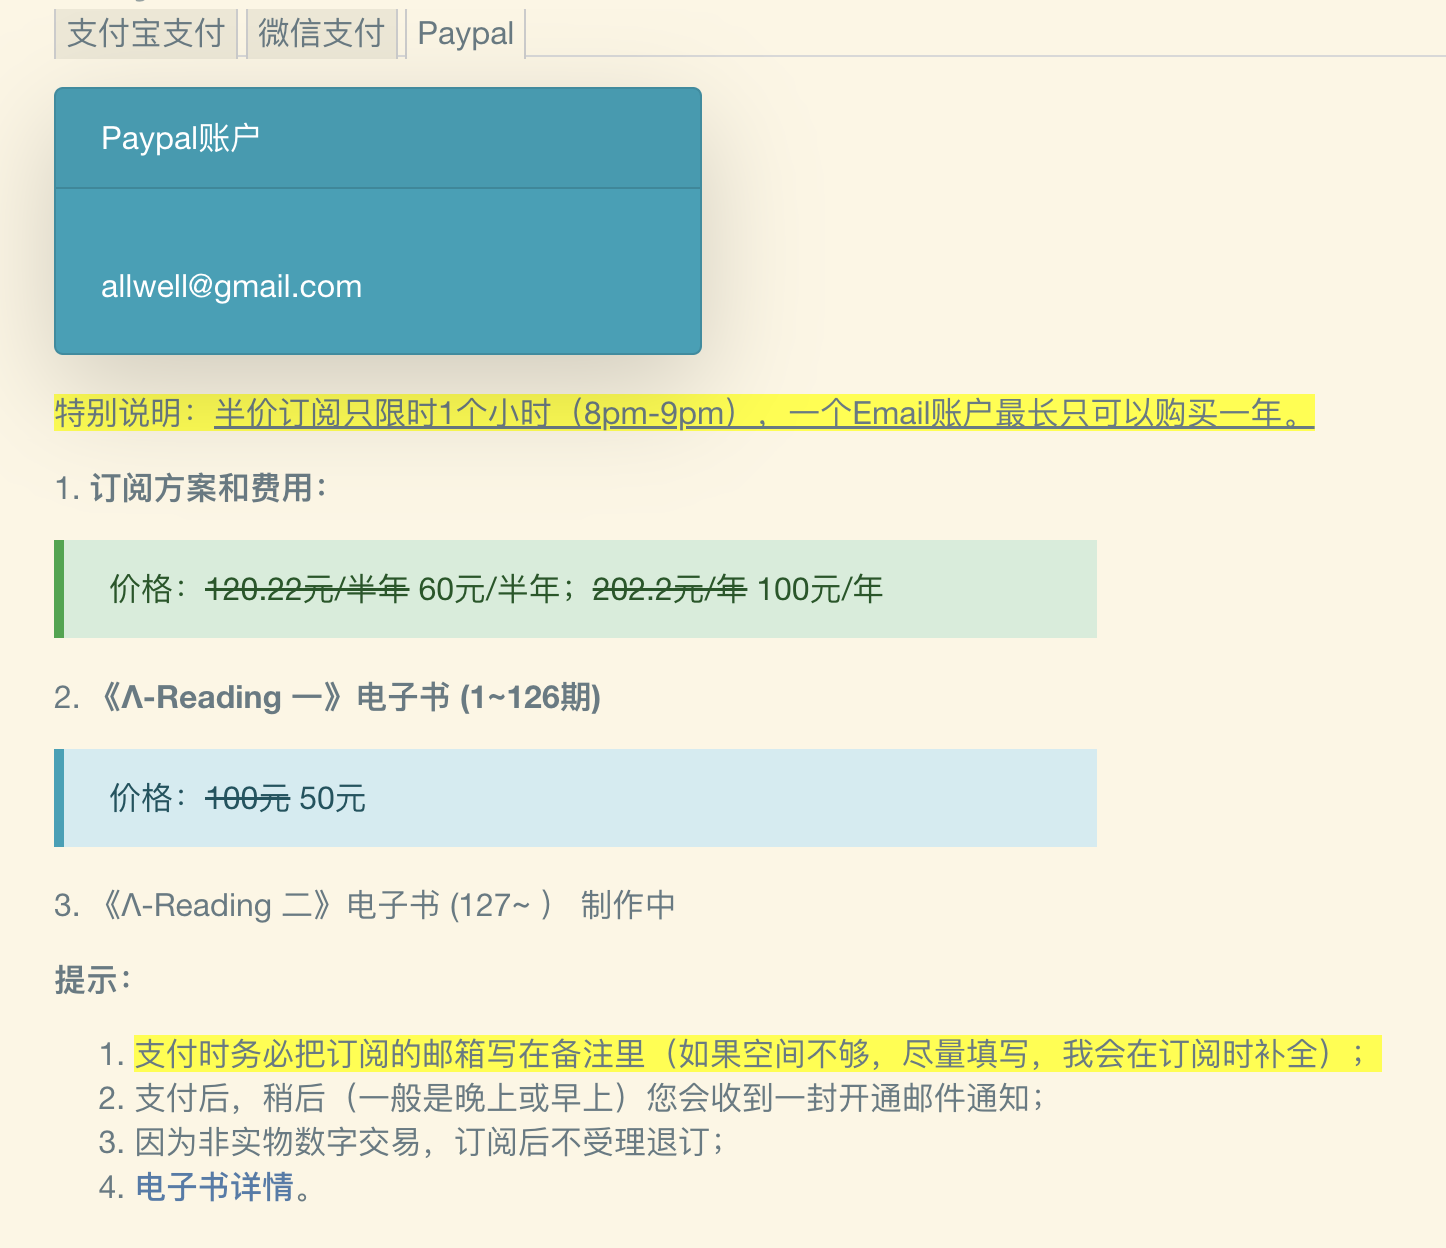 支付宝支付 微信支付 Paypal
Paypal账户
allwell@gmail.com
特别说明：半价订阅只限时1个小时（8pm-9pm），一个Email账户最长只可以购买一年。
1. 订阅方案和费用：
价格：120.22元/半年 60元/半年；202.2元/年 100元/年
2. 《Λ-Reading 一》电子书 (1~126期)
价格：100元 50元
3. 《Λ-Reading 二》电子书 (127~ ） 制作中
提示：
1. 支付时务必把订阅的邮箱写在备注里（如果空间不够，尽量填写，我会在订阅时补全）；
2. 支付后，稍后（一般是晚上或早上）您会收到一封开通邮件通知；
3. 因为非实物数字交易，订阅后不受理退订；
4. 电子书详情。